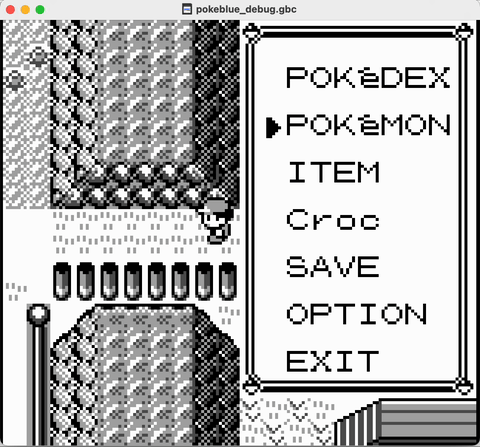 pokeblue_debug.gbc
POKéDEX
POKéMON
ITEM
Croc
SAVE
OPTION
EXIT